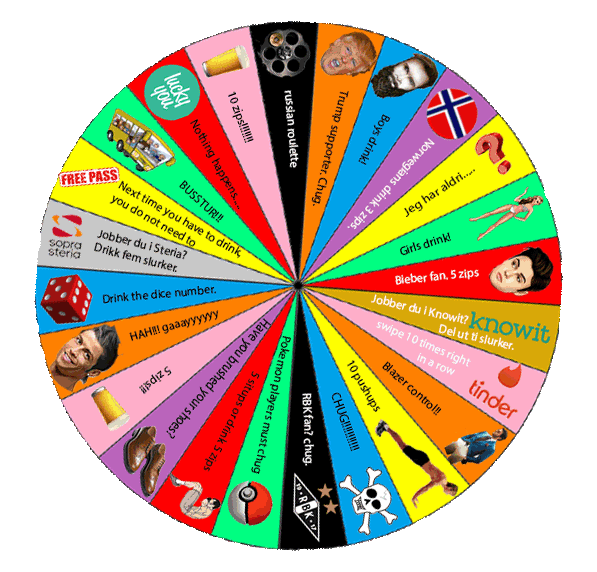 russian roulette
Trump supporter. Chug.
Boys drink!
Norwegians drink 3 zips.
Jeg har aldri.....
Girls drink!
Bieber fan. 5 zips
Jobber du i Knowit?
Del ut ti slurker.
knowit
swipe 10 times right
in a row
tinder
Blazer control!!
10 pushups
CHUG!!!!!!!!!!
RBK fan? chug.
19 RBK 17
Pokemon players must chug
5 situps or drink 5 zips
Have you brushed your shoes?
5 zips!!
HAH!!! gaaayyyyyy
Drink the dice number.
Jobber du i Steria?
Drikk fem slurker.
sopra
steria
FREE PASS
Next time you have to drink,
you do not need to
BUSSTUR!!!
Nothing happens....
lucky
you
10 zips!!!!!!!